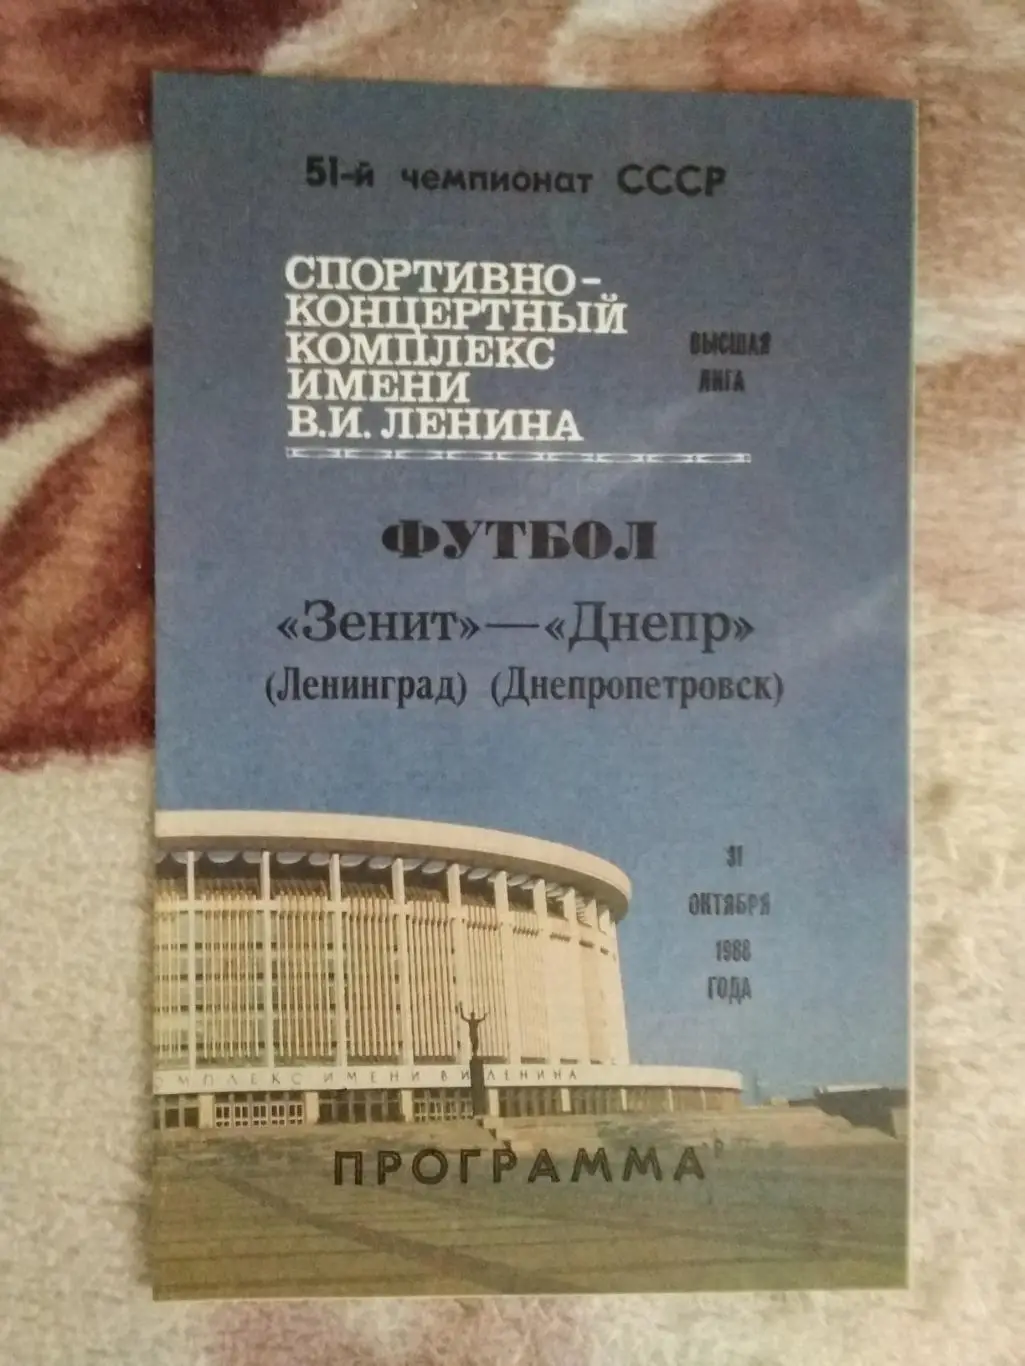 51-й чемпионат СССР
СПОРТИВНО-
КОНЦЕРТНЫЙ
КОМПЛЕКС
ИМЕНИ
В.И. ЛЕНИНА
ВЫСШАЯ
ЛИГА
ФУТБОЛ
«Зенит»—«Днепр»
(Ленинград) (Днепропетровск)
31
ОКТЯБРЯ
1988
ГОДА
ОМПЛЕКС ИМЕНИ В И ЛЕНИНА
ПРОГРАММА